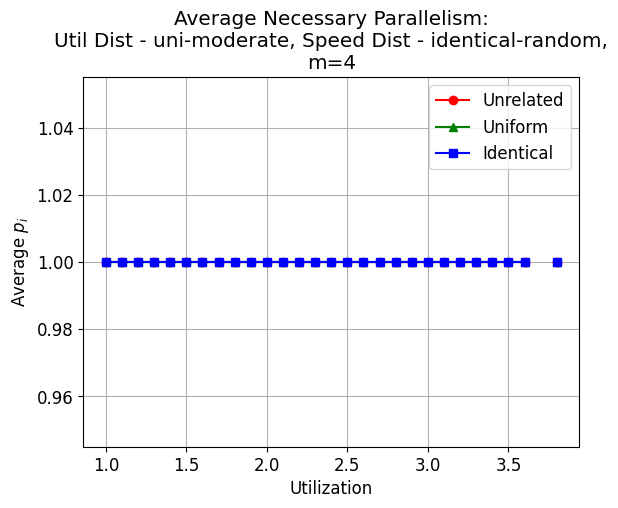 Average Necessary Parallelism:
Util Dist - uni-moderate, Speed Dist - identical-random,
m=4
Unrelated
Uniform
Identical
1.04
1.02
1.00
0.98
0.96
Average $p_i$
1.0 1.5 2.0 2.5 3.0 3.5
Utilization